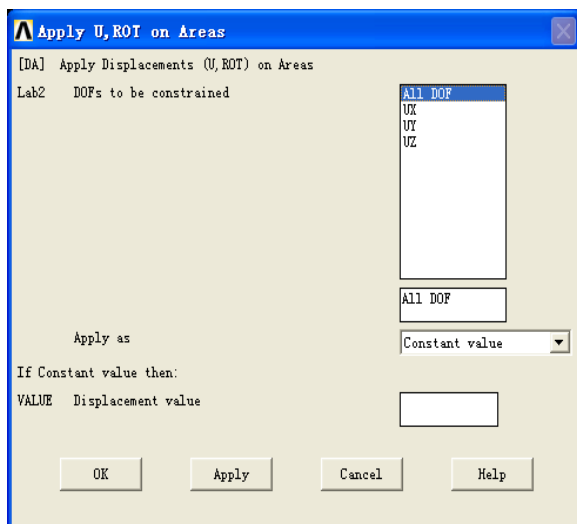 Apply U,ROT on Areas
[DA] Apply Displacements (U,ROT) on Areas
Lab2 DOFs to be constrained
All DOF
UX
UY
UZ
All DOF
Apply as
Constant value
If Constant value then:
VALUE Displacement value
OK Apply Cancel Help